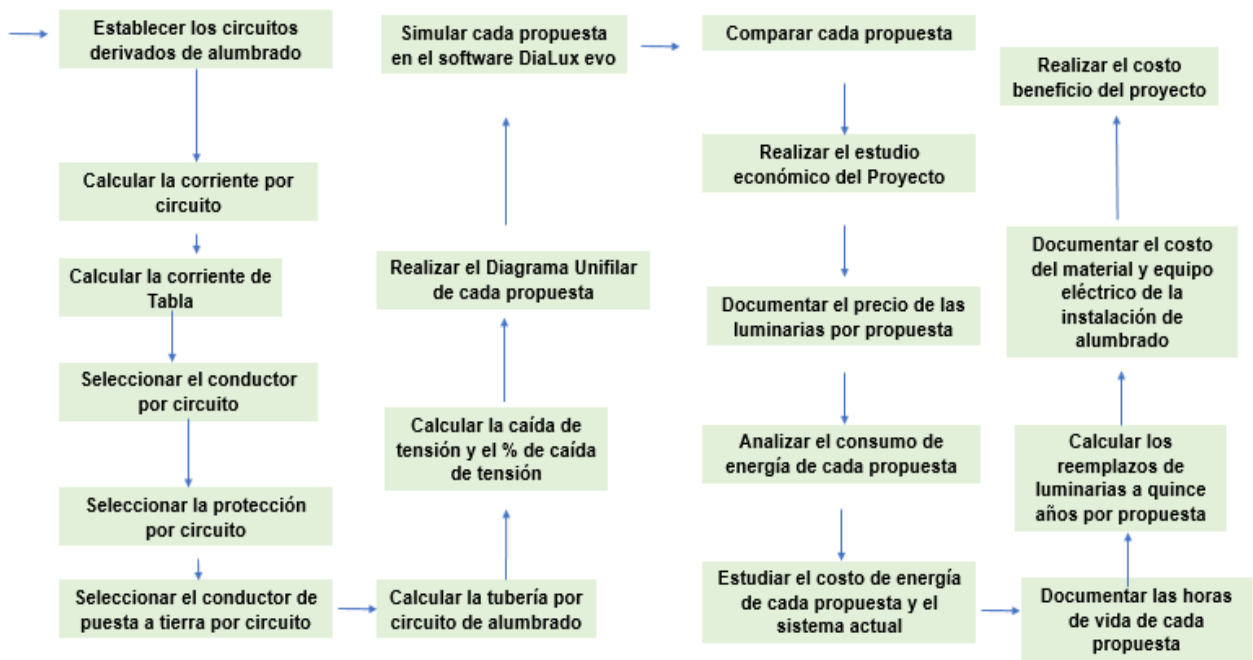 Establecer los circuitos
derivados de alumbrado
Calcular la corriente por
circuito
Calcular la corriente de
Tabla
Seleccionar el conductor
por circuito
Seleccionar la protección
por circuito
Seleccionar el conductor de
puesta a tierra por circuito
Calcular la tubería por
circuito de alumbrado
Calcular la caída de
tensión y el % de caída
de tensión
Realizar el Diagrama Unifilar
de cada propuesta
Simular cada propuesta
en el software DiaLux evo
Comparar cada propuesta
Realizar el estudio
económico del Proyecto
Documentar el precio de las
luminarias por propuesta
Analizar el consumo de
energía de cada propuesta
Estudiar el costo de energía
de cada propuesta y el
sistema actual
Documentar las horas
de vida de cada
propuesta
Calcular los
reemplazos de
luminarias a quince
años por propuesta
Documentar el costo
del material y equipo
eléctrico de la
instalación de
alumbrado
Realizar el costo
beneficio del proyecto